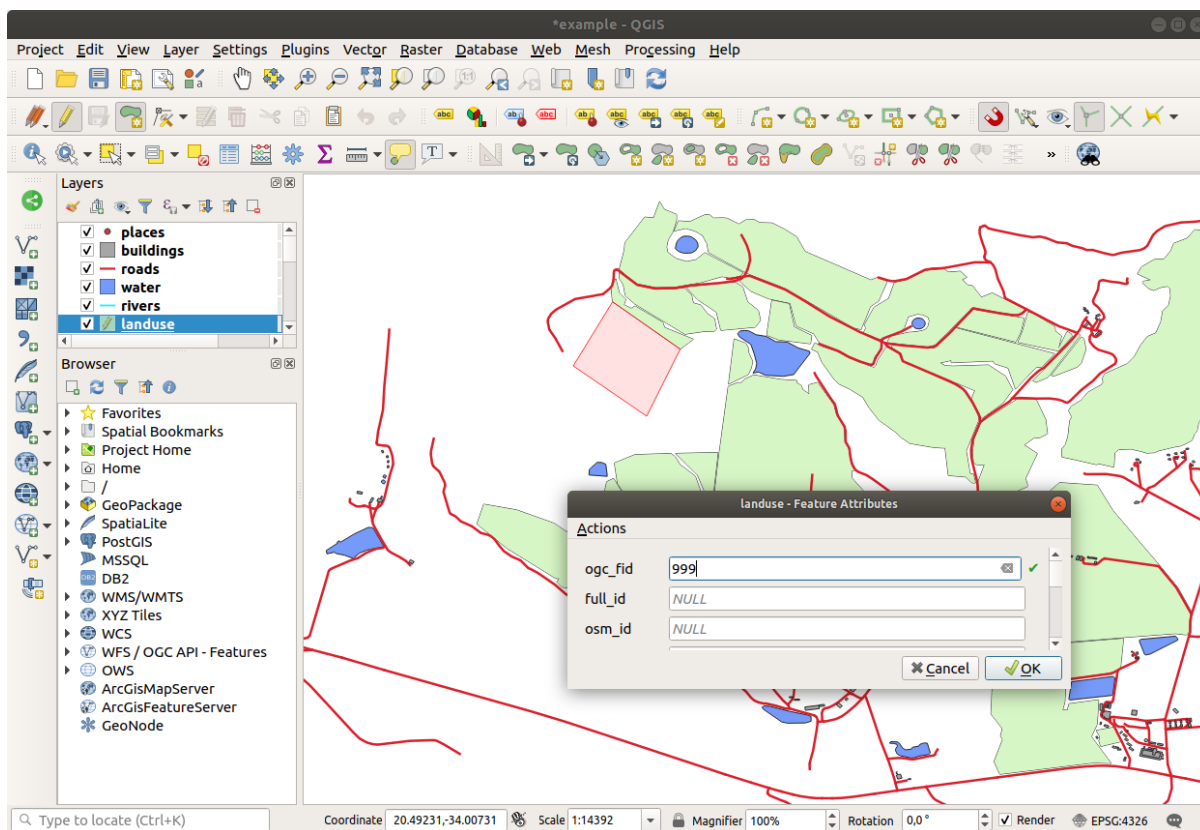 *example - QGIS
Project Edit View Layer Settings Plugins Vector Raster Database Web Mesh Processing Help
Layers
places
buildings
roads
water
rivers
landuse
Browser
Favorites
Spatial Bookmarks
Project Home
Home
/
GeoPackage
SpatiaLite
PostGIS
MSSQL
DB2
WMS/WMTS
XYZ Tiles
WCS
WFS / OGC API - Features
OWS
ArcGisMapServer
ArcGisFeatureServer
GeoNode
landuse - Feature Attributes
Actions
ogc_fid 999
full_id NULL
osm_id NULL
Cancel OK
Type to locate (Ctrl+K) Coordinate 20.49231,-34.00731 Scale 1:14392 Magnifier 100% Rotation 0,0 ° Render EPSG:4326